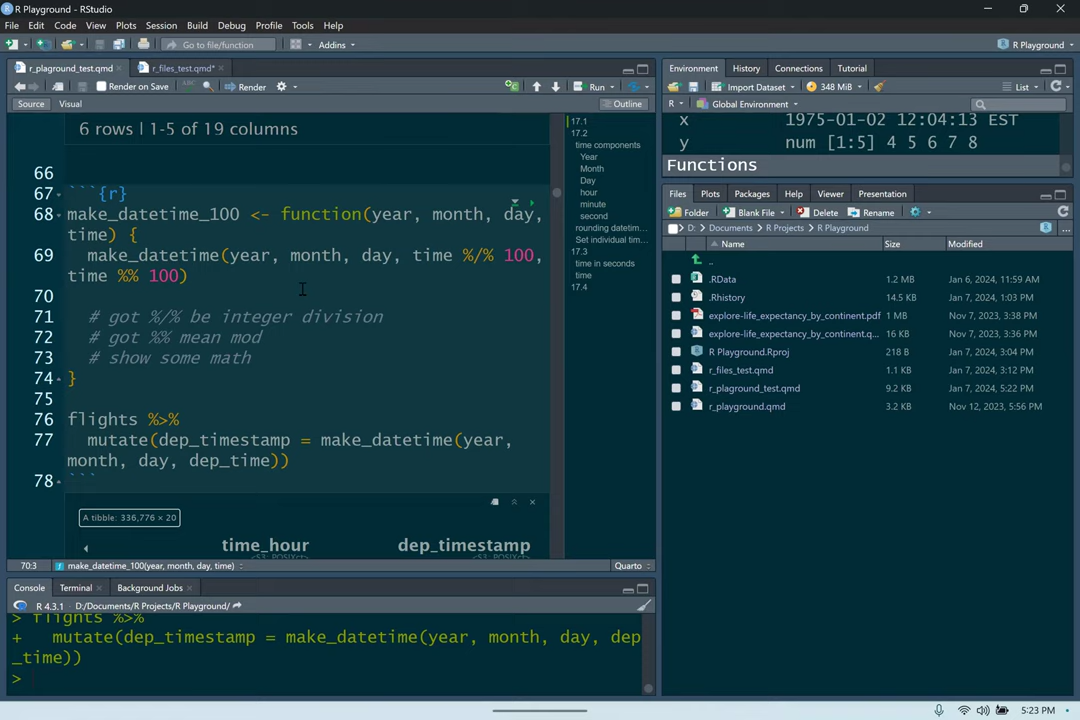 R Playground - RStudio
File Edit Code View Plots Session Build Debug Profile Tools Help
Go to file/function Addins R Playground
r_plaground_test.qmd r_files_test.qmd*
Render on Save ABC Render Run
Source Visual Outline
6 rows | 1-5 of 19 columns
66
67 ```{r}
68 make_datetime_100 <- function(year, month, day,
time) {
69 make_datetime(year, month, day, time %/% 100,
time %% 100)
70
71 # got %/% be integer division
72 # got %% mean mod
73 # show some math
74 }
75
76 flights %>%
77 mutate(dep_timestamp = make_datetime(year,
month, day, dep_time))
78 ```
A tibble: 336,776 × 20
time_hour dep_timestamp
<S3: POSIXct> <S3: POSIXct>
70:3 make_datetime_100(year, month, day, time) Quarto
17.1
17.2
time components
Year
Month
Day
hour
minute
second
rounding datetim...
Set individual tim...
17.3
time in seconds
time
17.4
Console Terminal Background Jobs
R 4.3.1 · D:/Documents/R Projects/R Playground/
> flights %>%
+ mutate(dep_timestamp = make_datetime(year, month, day, dep
_time))
>
Environment History Connections Tutorial
Import Dataset 348 MiB List
R Global Environment
x 1975-01-02 12:04:13 EST
y num [1:5] 4 5 6 7 8
Functions
Files Plots Packages Help Viewer Presentation
Folder Blank File Delete Rename
D: Documents R Projects R Playground ...
Name Size Modified
..
.RData 1.2 MB Jan 6, 2024, 11:59 AM
.Rhistory 14.5 KB Jan 7, 2024, 1:03 PM
explore-life_expectancy_by_continent.pdf 1 MB Nov 7, 2023, 3:38 PM
explore-life_expectancy_by_continent.q... 16 KB Nov 7, 2023, 3:36 PM
R Playground.Rproj 218 B Jan 7, 2024, 3:04 PM
r_files_test.qmd 1.1 KB Jan 7, 2024, 3:12 PM
r_plaground_test.qmd 9.2 KB Jan 7, 2024, 5:22 PM
r_playground.qmd 3.2 KB Nov 12, 2023, 5:56 PM
5:23 PM